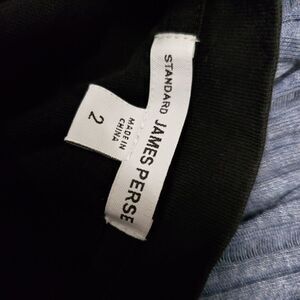 STANDARD
JAMES PERSE
2
MADE IN
CHINA